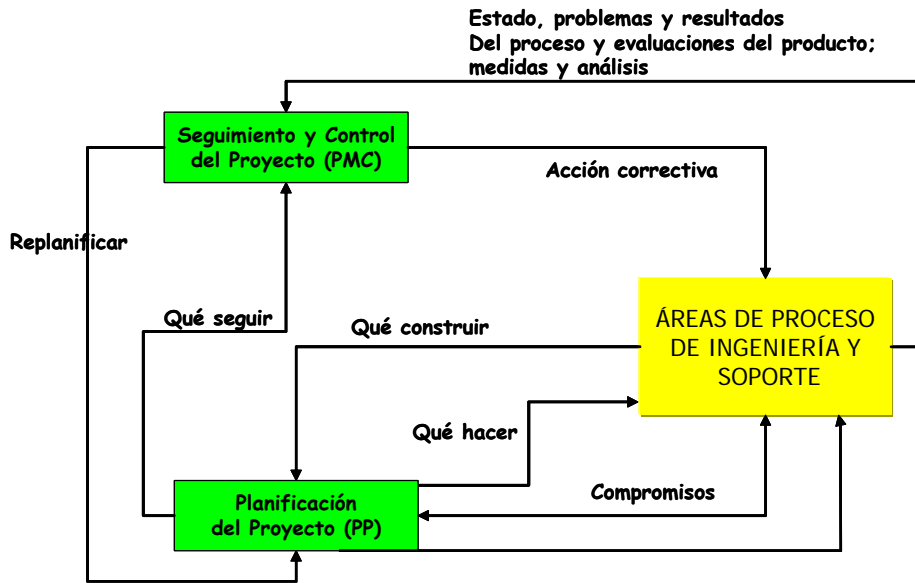 Estado, problemas y resultados
Del proceso y evaluaciones del producto;
medidas y análisis
Seguimiento y Control
del Proyecto (PMC)
Acción correctiva
Replanificar
Qué seguir
Qué construir
ÁREAS DE PROCESO
DE INGENIERÍA Y
SOPORTE
Qué hacer
Compromisos
Planificación
del Proyecto (PP)